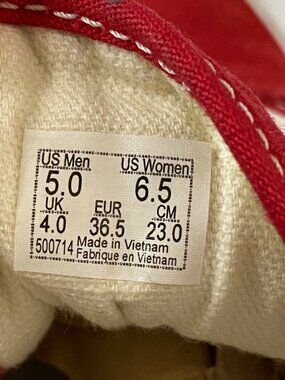 US Men US Women
5.0 6.5
UK EUR CM
4.0 36.5 23.0
500714 Made in Vietnam
Fabrique en Vietnam